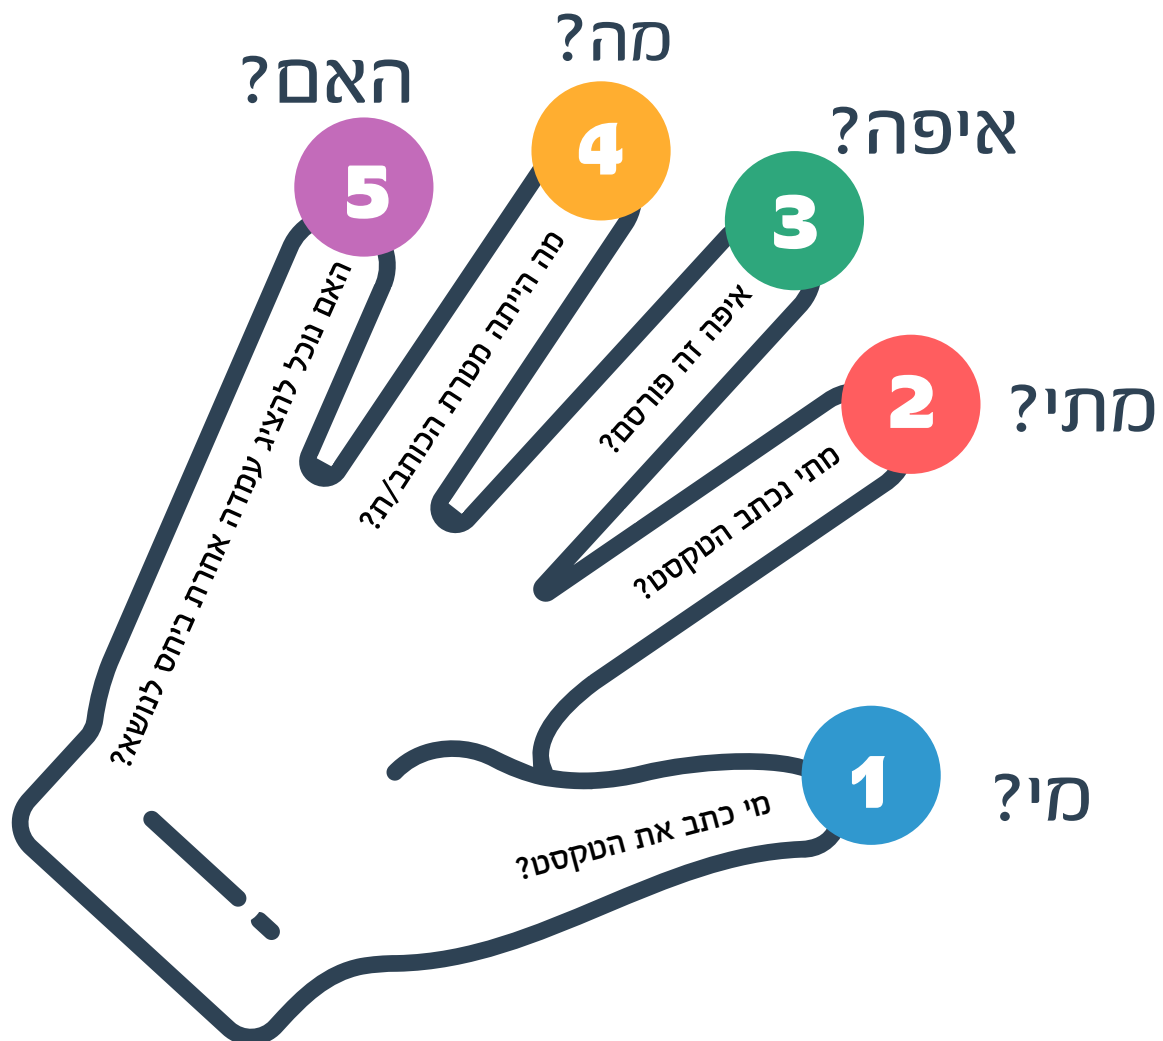 מי?
1
מי כתב את הטקסט?
מתי?
2
מתי נכתב הטקסט?
איפה?
3
איפה זה פורסם?
מה?
4
מה הייתה מטרת הכותב/ת?
האם?
5
האם נוכל להציג עמדה אחרת ביחס לנושא?